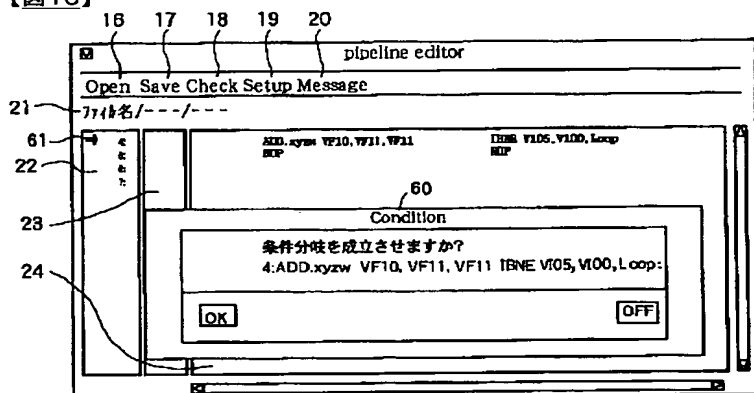 16 17 18 19 20
pipeline editor
Open Save Check Setup Message
21 ファイル名/---/---
61
22
ADD.xyzw VF10,VF11,VF11 IBNE VI05,VI00,Loop
NOP NOP
23
60
Condition
条件分岐を成立させますか?
4:ADD.xyzw VF10, VF11, VF11 IBNE VI05, VI00, Loop:
24
OK OFF